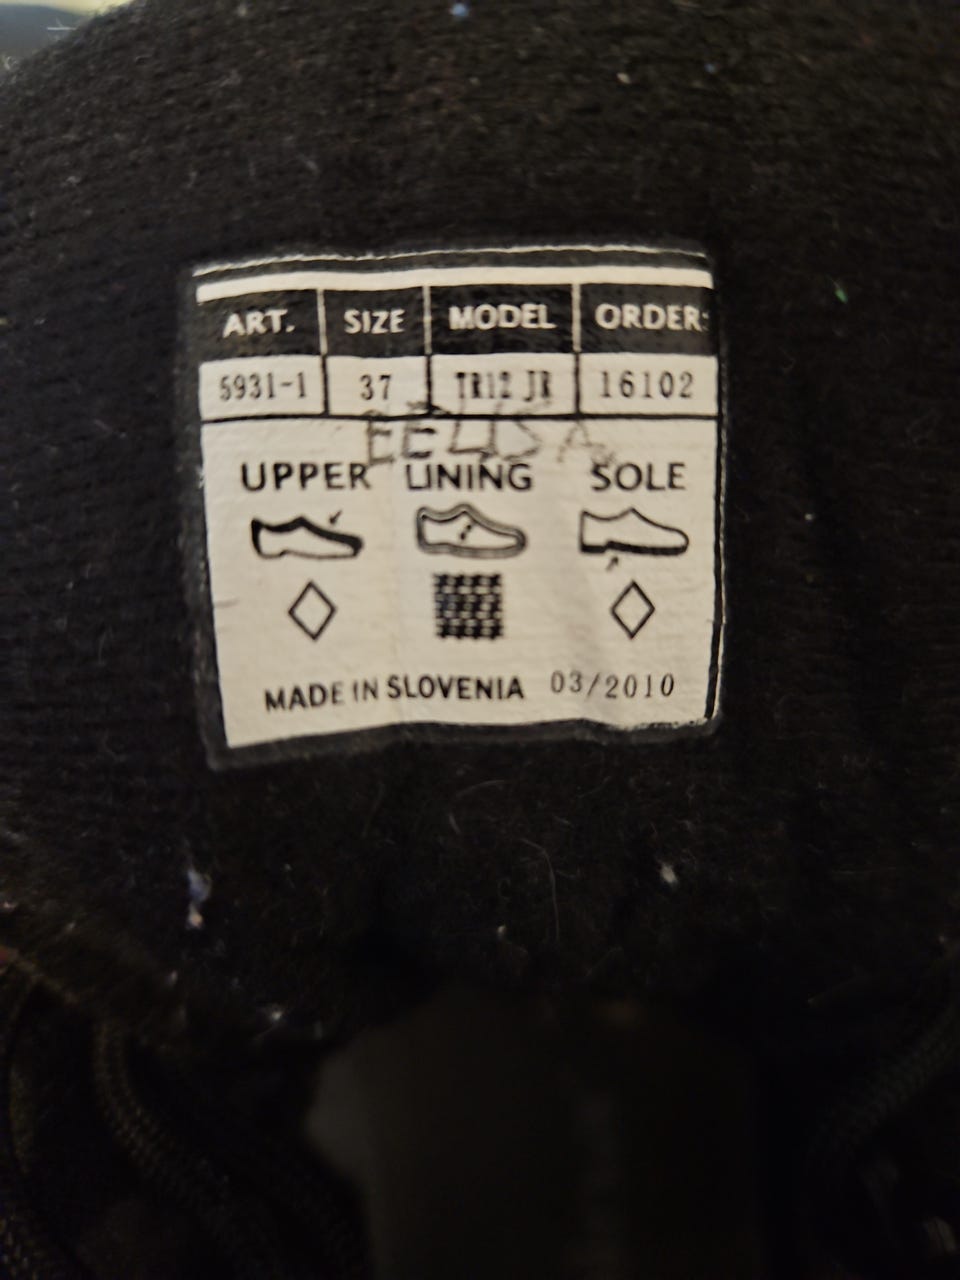 ART. SIZE MODEL ORDER:
5931-1 37 TR12 JR 16102
EELISA
UPPER LINING SOLE
MADE IN SLOVENIA 03/2010